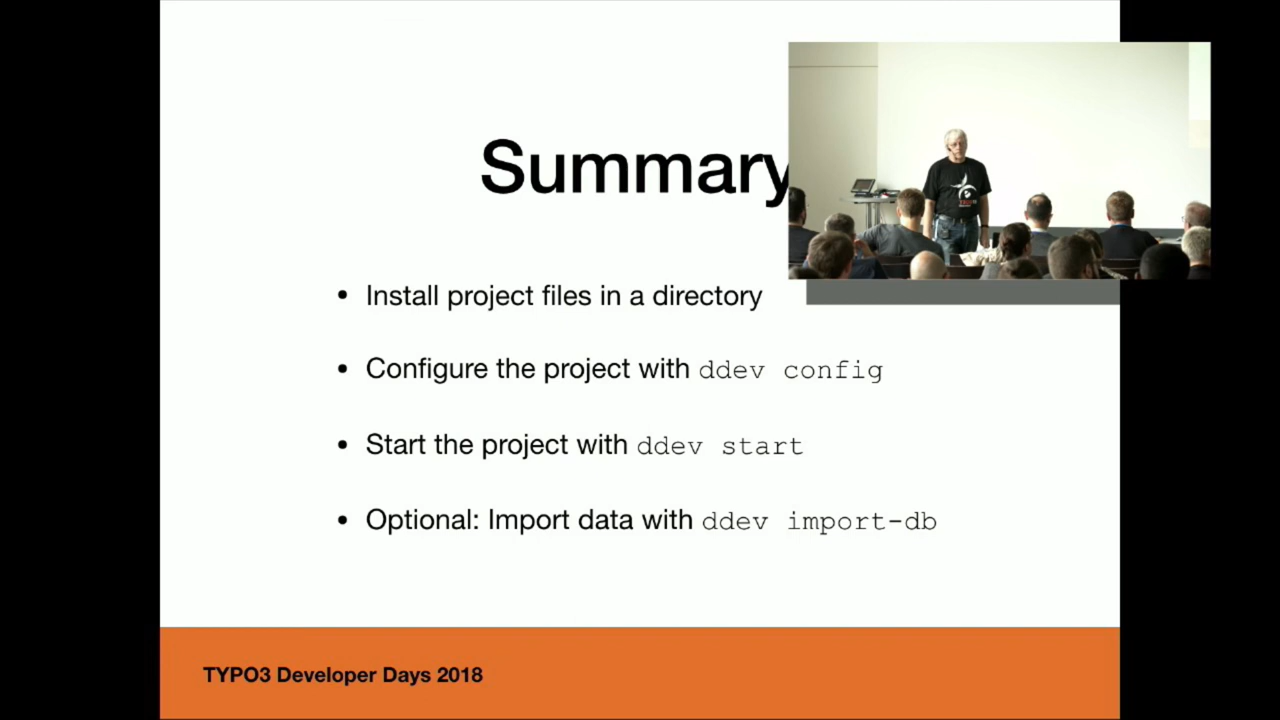 Summary
• Install project files in a directory
• Configure the project with ddev config
• Start the project with ddev start
• Optional: Import data with ddev import-db
TYPO3 Developer Days 2018